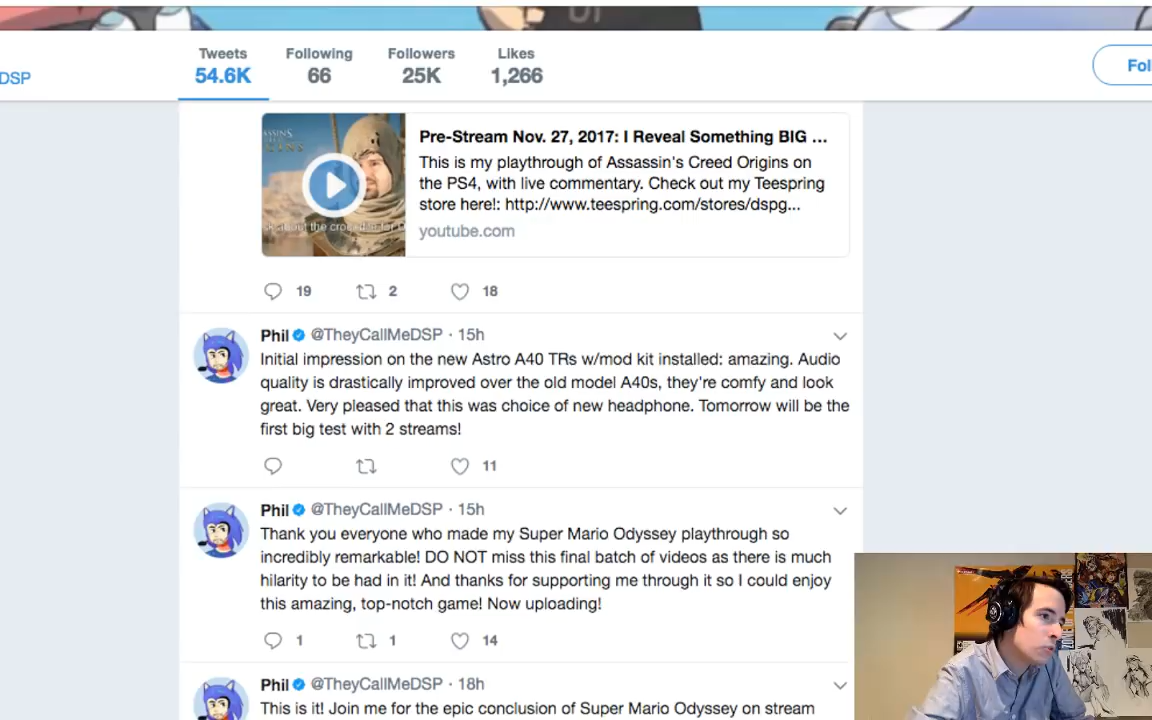 Tweets Following Followers Likes
DSP 54.6K 66 25K 1,266 Fol
Pre-Stream Nov. 27, 2017: I Reveal Something BIG ...
This is my playthrough of Assassin's Creed Origins on
the PS4, with live commentary. Check out my Teespring
store here!: http://www.teespring.com/stores/dspg...
youtube.com
19 2 18
Phil @TheyCallMeDSP · 15h
Initial impression on the new Astro A40 TRs w/mod kit installed: amazing. Audio
quality is drastically improved over the old model A40s, they're comfy and look
great. Very pleased that this was choice of new headphone. Tomorrow will be the
first big test with 2 streams!
11
Phil @TheyCallMeDSP · 15h
Thank you everyone who made my Super Mario Odyssey playthrough so
incredibly remarkable! DO NOT miss this final batch of videos as there is much
hilarity to be had in it! And thanks for supporting me through it so I could enjoy
this amazing, top-notch game! Now uploading!
1 1 14
Phil @TheyCallMeDSP · 18h
This is it! Join me for the epic conclusion of Super Mario Odyssey on stream